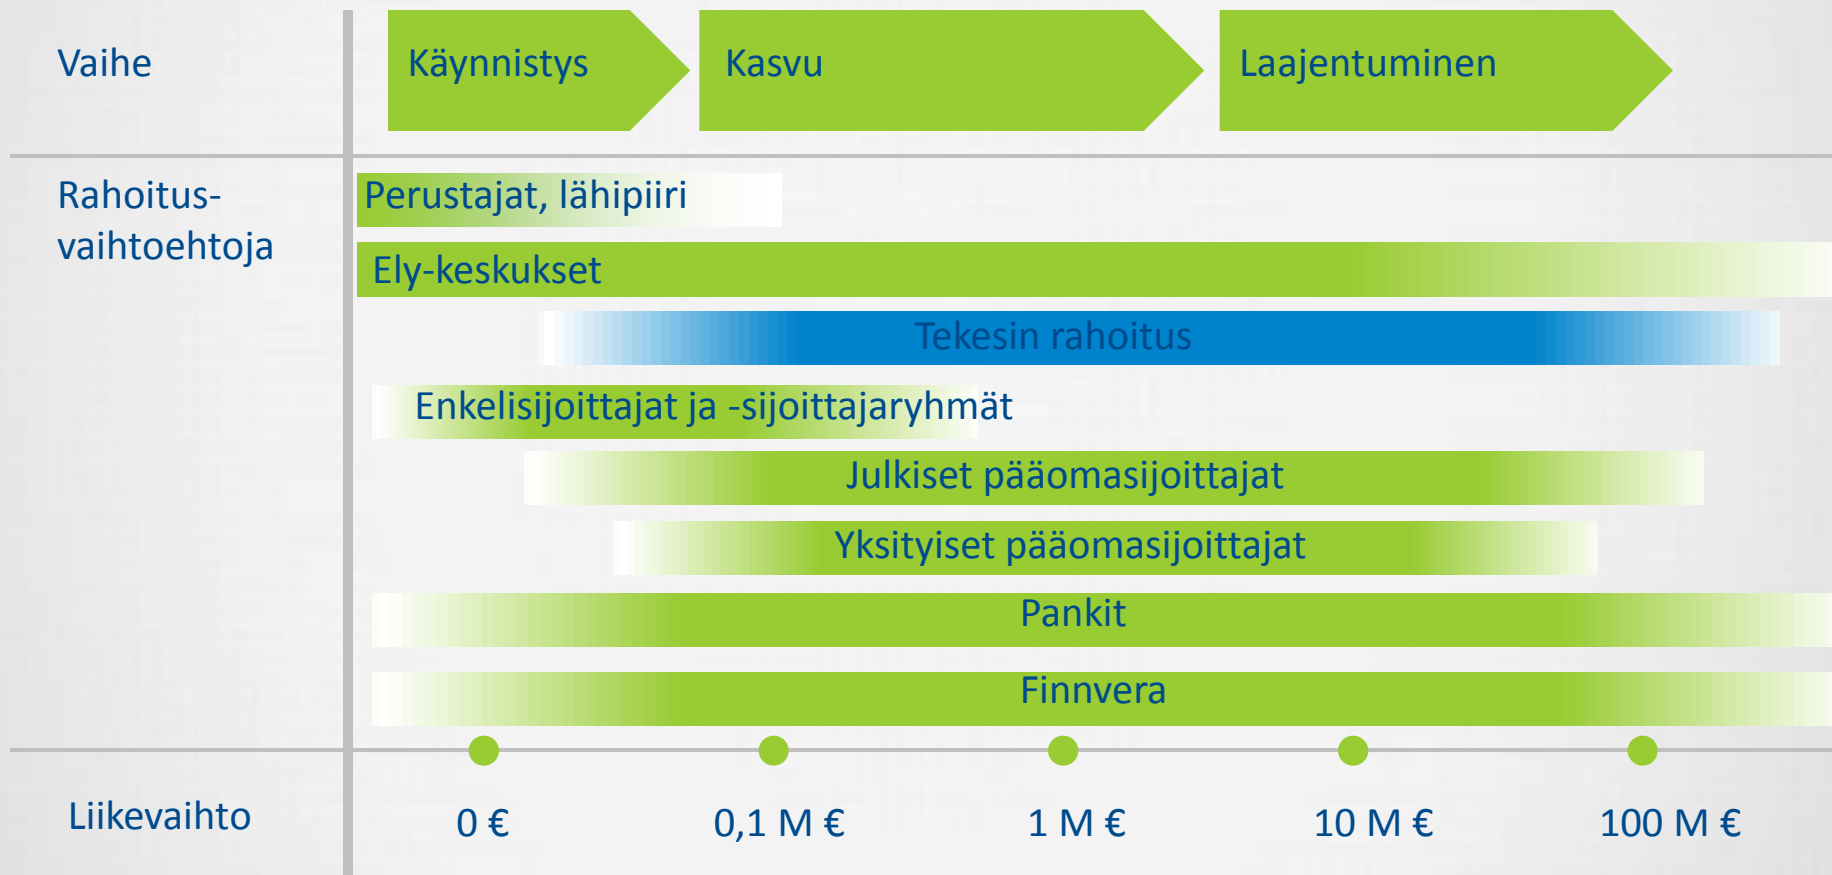 Vaihe
Käynnistys
Kasvu
Laajentuminen
Rahoitus-
vaihtoehtoja
Perustajat, lähipiiri
Ely-keskukset
Tekesin rahoitus
Enkelisijoittajat ja -sijoittajaryhmät
Julkiset pääomasijoittajat
Yksityiset pääomasijoittajat
Pankit
Finnvera
Liikevaihto
0 €
0,1 M €
1 M €
10 M €
100 M €